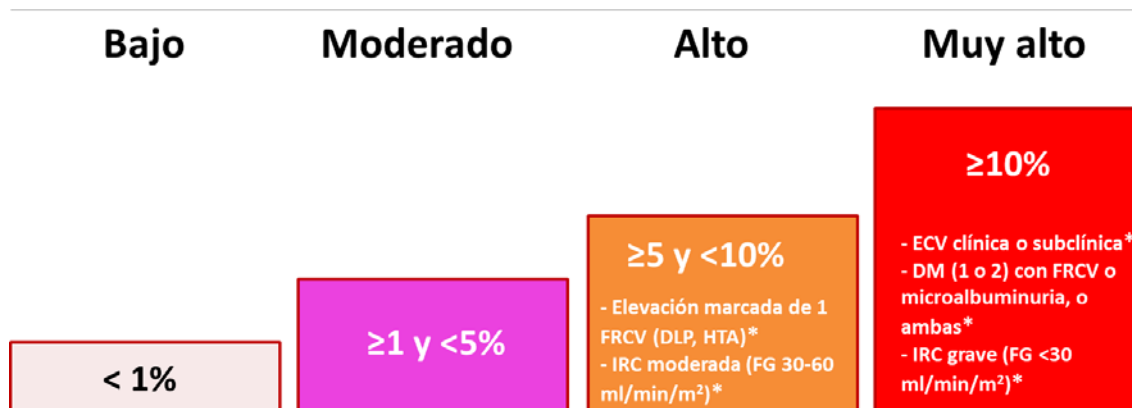 Bajo
Moderado
Alto
Muy alto
< 1%
≥1 y <5%
≥5 y <10%
- Elevación marcada de 1
FRCV (DLP, HTA)*
- IRC moderada (FG 30-60
ml/min/m²)*
≥10%
- ECV clínica o subclínica*
- DM (1 o 2) con FRCV o
microalbuminuria, o
ambas*
- IRC grave (FG <30
ml/min/m²)*